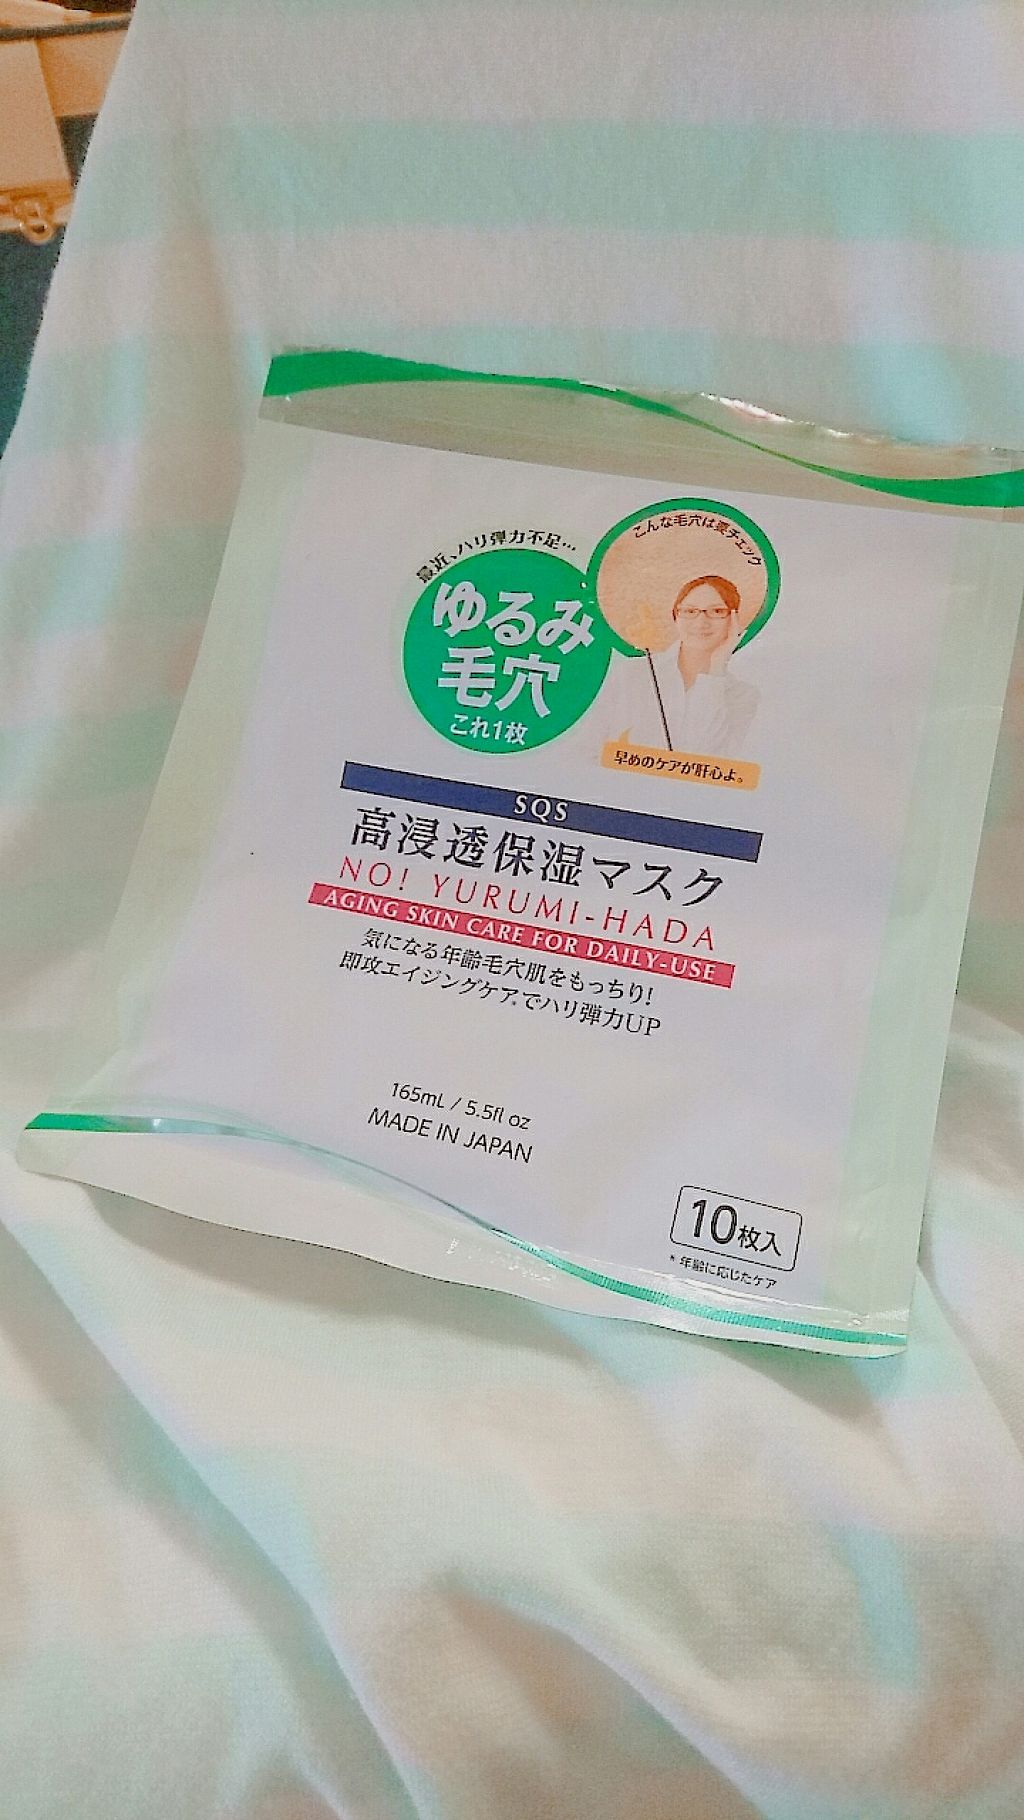 最近、ハリ弾力不足…
ゆるみ
毛穴
これ1枚
こんな毛穴は要チェック
早めのケアが肝心よ。
SQS
高浸透保湿マスク
NO! YURUMI-HADA
AGING SKIN CARE FOR DAILY-USE
気になる年齢毛穴肌をもっちり!
即攻エイジングケア*でハリ弾力UP
165mL / 5.5fl oz
MADE IN JAPAN
10枚入
* 年齢に応じたケア